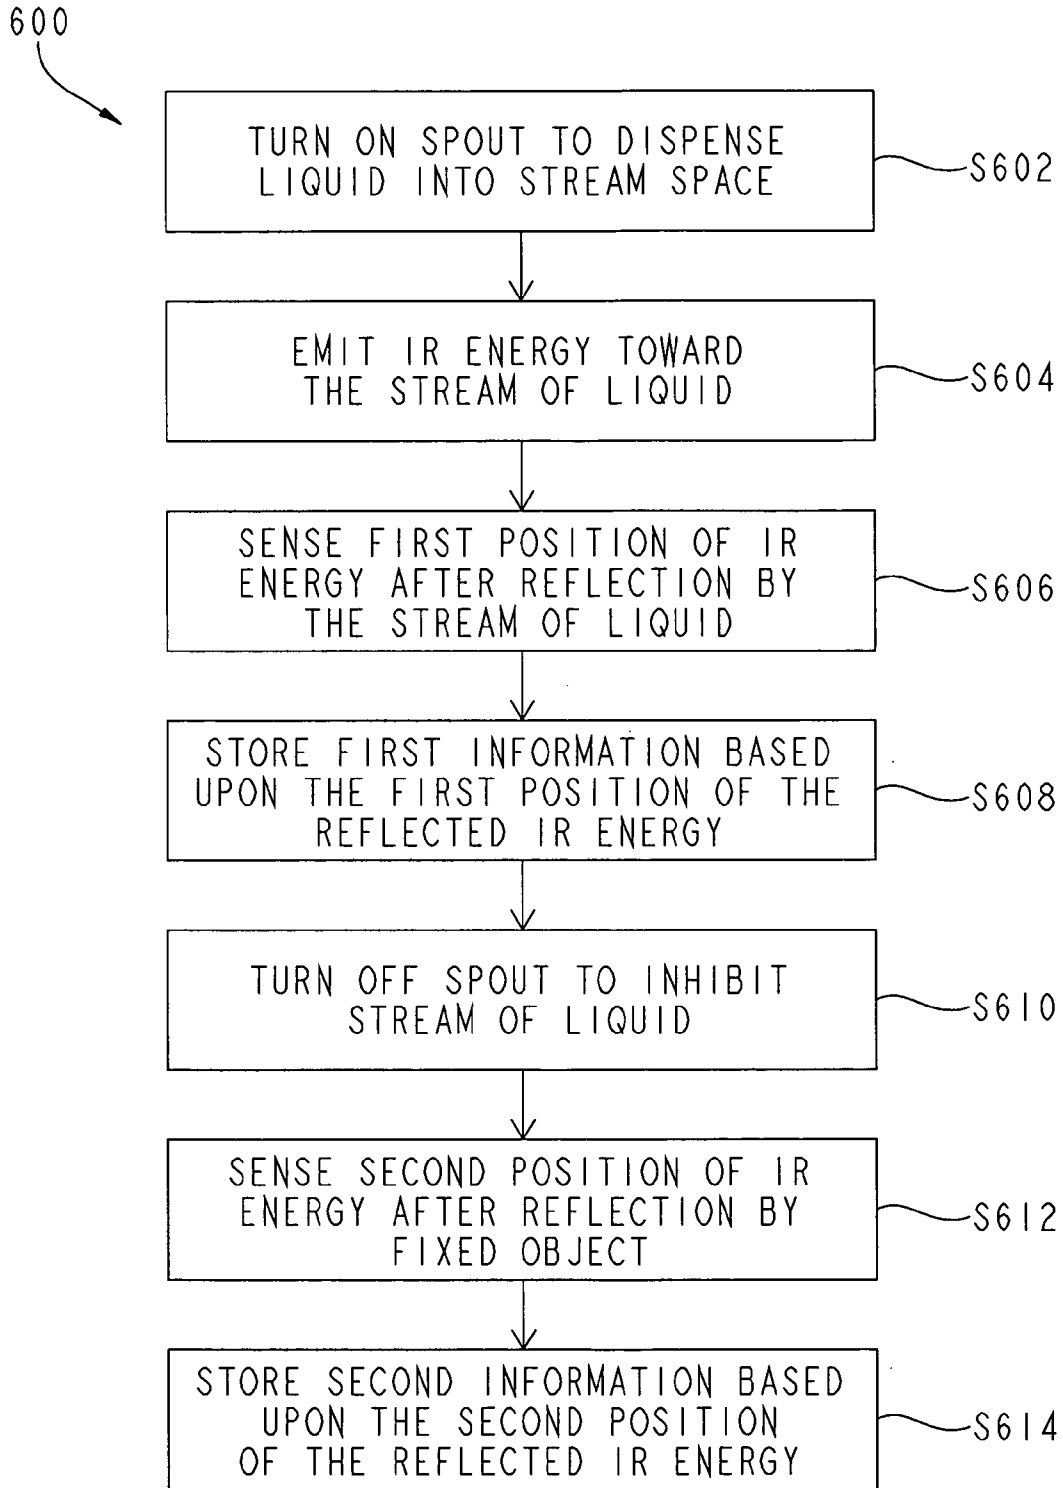 600
TURN ON SPOUT TO DISPENSE
LIQUID INTO STREAM SPACE
S602
EMIT IR ENERGY TOWARD
THE STREAM OF LIQUID
S604
SENSE FIRST POSITION OF IR
ENERGY AFTER REFLECTION BY
THE STREAM OF LIQUID
S606
STORE FIRST INFORMATION BASED
UPON THE FIRST POSITION OF THE
REFLECTED IR ENERGY
S608
TURN OFF SPOUT TO INHIBIT
STREAM OF LIQUID
S610
SENSE SECOND POSITION OF IR
ENERGY AFTER REFLECTION BY
FIXED OBJECT
S612
STORE SECOND INFORMATION BASED
UPON THE SECOND POSITION
OF THE REFLECTED IR ENERGY
S614